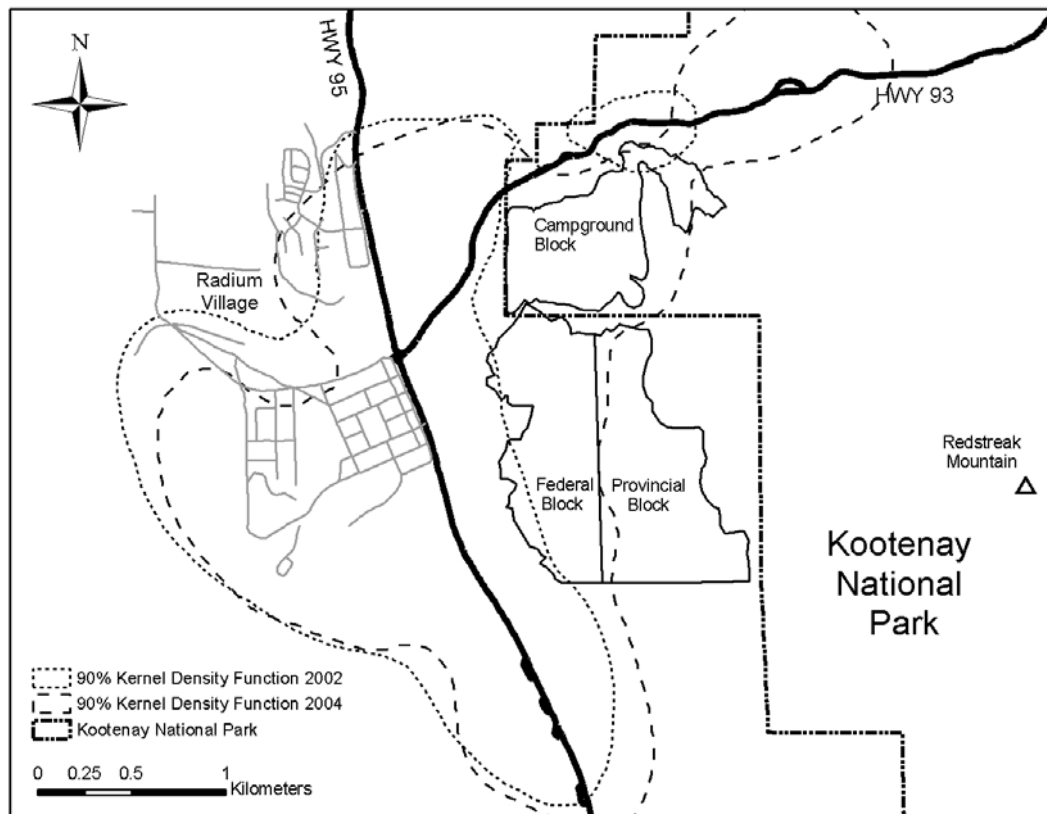 N
HWY 95
HWY 93
Campground
Block
Radium
Village
Redstreak
Mountain
Federal
Block
Provincial
Block
Kootenay
National
Park
90% Kernel Density Function 2002
90% Kernel Density Function 2004
Kootenay National Park
0 0.25 0.5 1
Kilometers